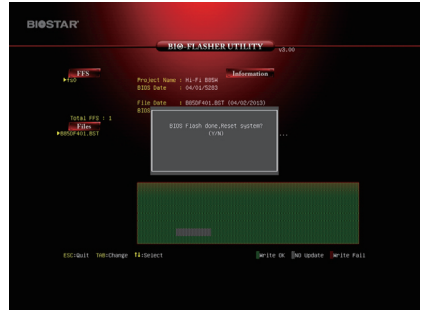 BIOSTAR
BIO-FLASHER UTILITY v3.00
FFS
▶fs0
Information
Project Name : Hi-Fi B85W
BIOS Date : 04/01/5203
File Date : B85DF401.BST (04/02/2013)
BIOS
Total FFS : 1
Files
▶B85DF401.BST
BIOS Flash done,Reset system?
(Y/N)
...
ESC:Quit TAB:Change ↑↓:Select
Write OK NO Update Write Fail